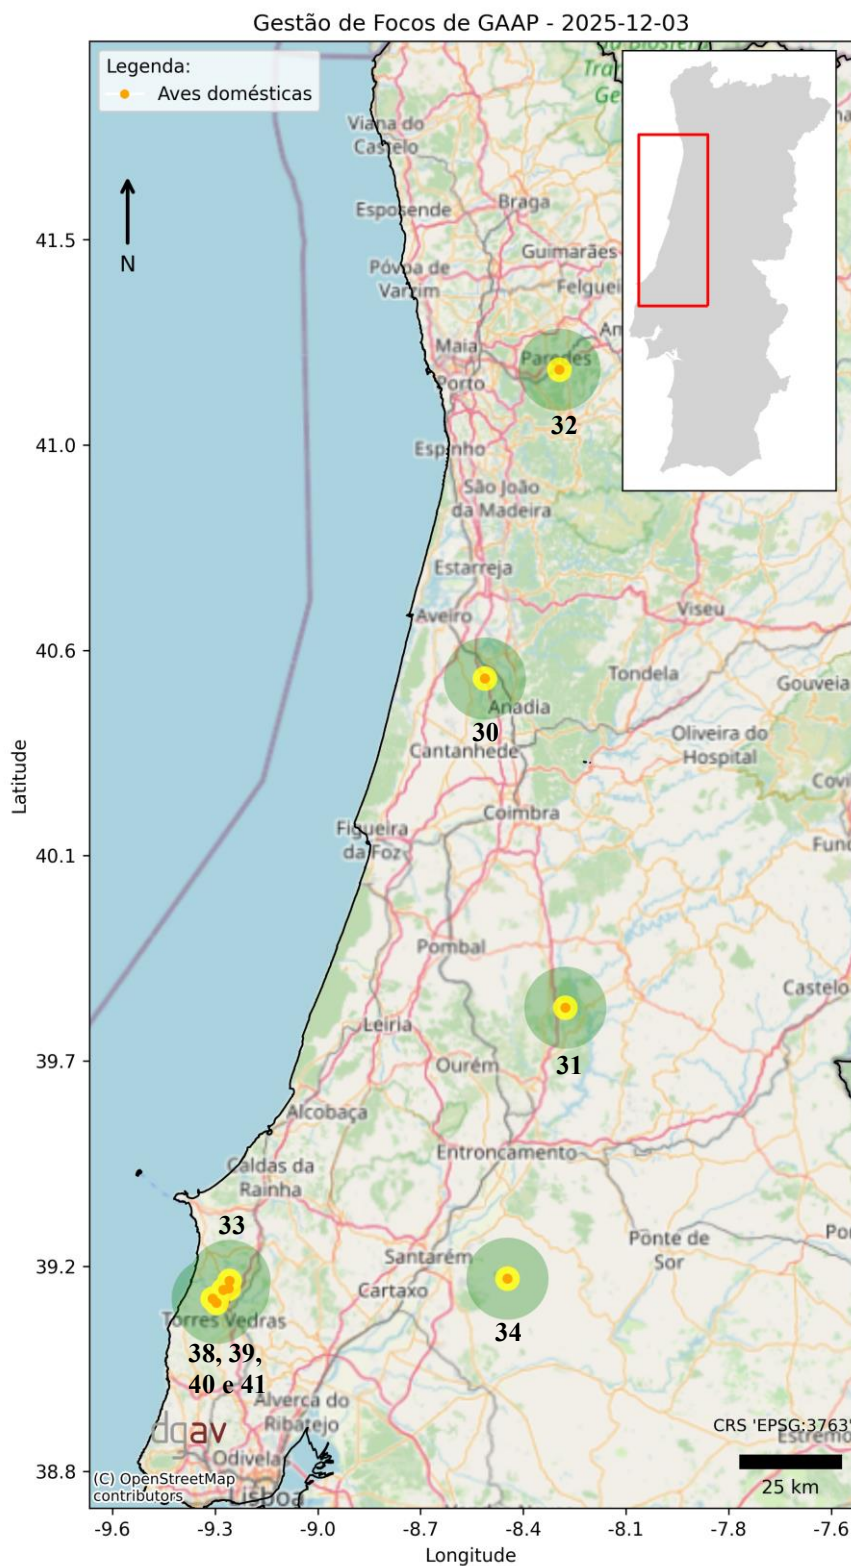 Gestão de Focos de GAAP - 2025-12-03
Legenda:
Aves domésticas
N
Viana do
Castelo
Esposende
Braga
Póvoa de
Varzim
Guimarães
Felguei
Maia
Paredes
Porto
32
Espinho
São João
da Madeira
Estarreja
Aveiro
Viseu
Tondela
Gouveia
Anadia
30
Cantanhede
Oliveira do
Hospital
Covil
Coimbra
Figueira
da Foz
Fund
Pombal
Castelo
Leiria
31
Ourém
Alcobaça
Entroncamento
Caldas da
Rainha
33
Ponte de
Sor
Santarém
Cartaxo
34
Torres Vedras
38, 39,
40 e 41
Alverca do
Ribatejo
dgav
CRS 'EPSG:3763'
Estremo
Odivelas
25 km
(C) OpenStreetMap
contributors
Lisboa
41.5
41.0
40.6
40.1
39.7
39.2
38.8
Latitude
-9.6
-9.3
-9.0
-8.7
-8.4
-8.1
-7.8
-7.6
Longitude